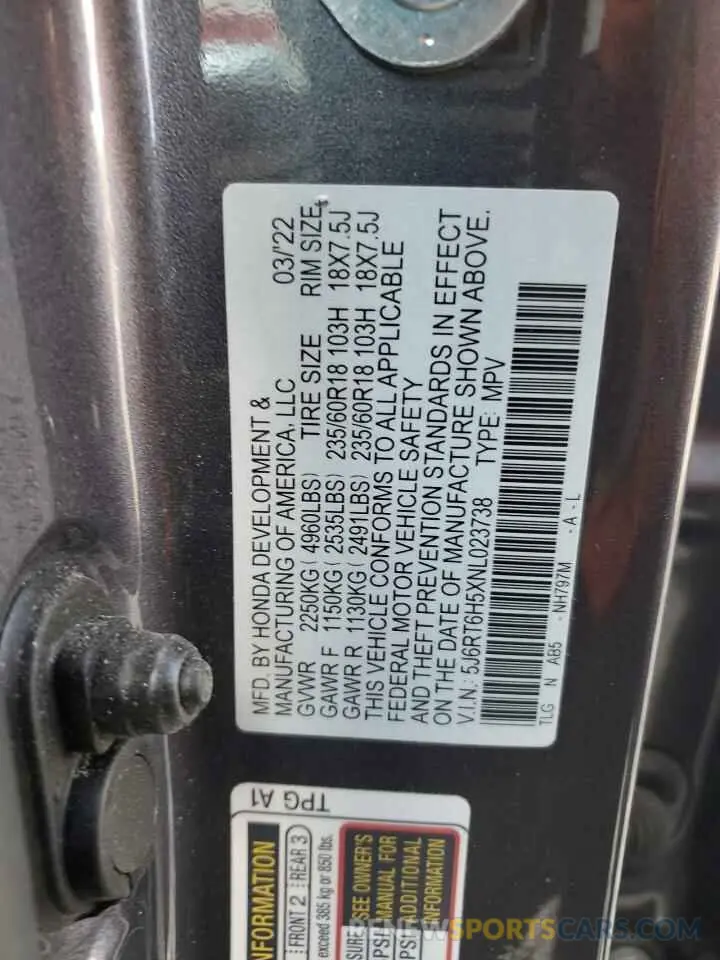 MFD. BY HONDA DEVELOPMENT &
MANUFACTURING OF AMERICA, LLC 03/'22
GVWR 2250KG ( 4960LBS) TIRE SIZE RIM SIZE
GAWR F 1150KG ( 2535LBS) 235/60R18 103H 18X7.5J
GAWR R 1130KG ( 2491LBS) 235/60R18 103H 18X7.5J
THIS VEHICLE CONFORMS TO ALL APPLICABLE
FEDERAL MOTOR VEHICLE SAFETY
AND THEFT PREVENTION STANDARDS IN EFFECT
ON THE DATE OF MANUFACTURE SHOWN ABOVE.
V.I.N.: 5J6RT6H5XNL023738 TYPE: MPV
TLG N AB5 - NH797M - A - L
TPG A1
NFORMATION
FRONT 2 REAR 3
exceed 385 kg or 850 lbs.
SURE SEE OWNER'S
PSI MANUAL FOR
PSI ADDITIONAL
INFORMATION
RENEWSPORTSCARS.COM